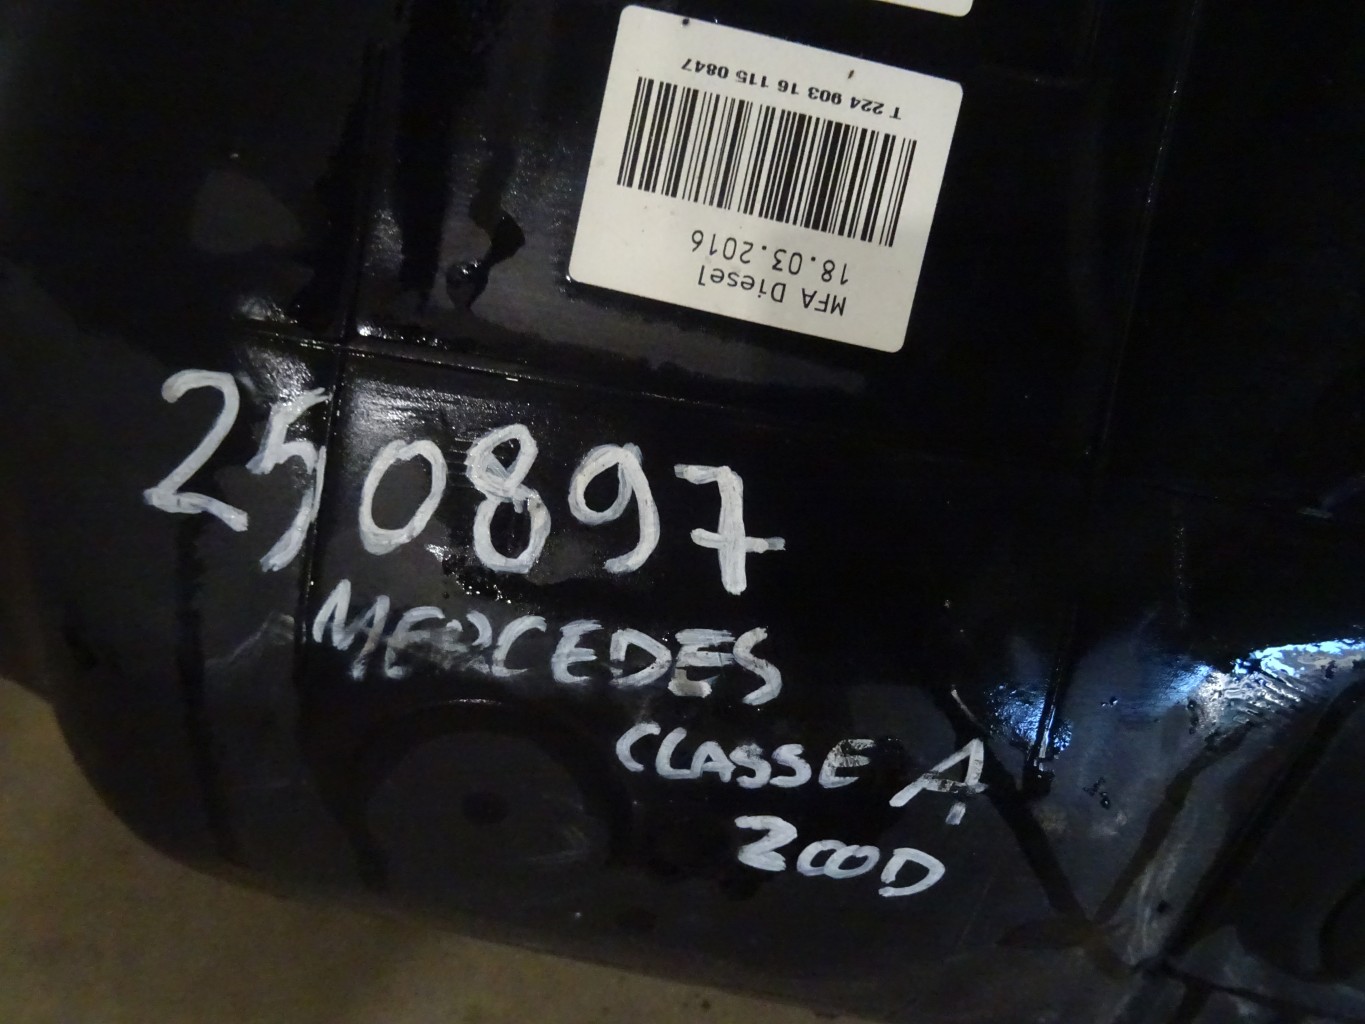 MFA Diesel
18.03.2016
T 224 903 16 115 0847
250897
MERCEDES
CLASSE A
200D